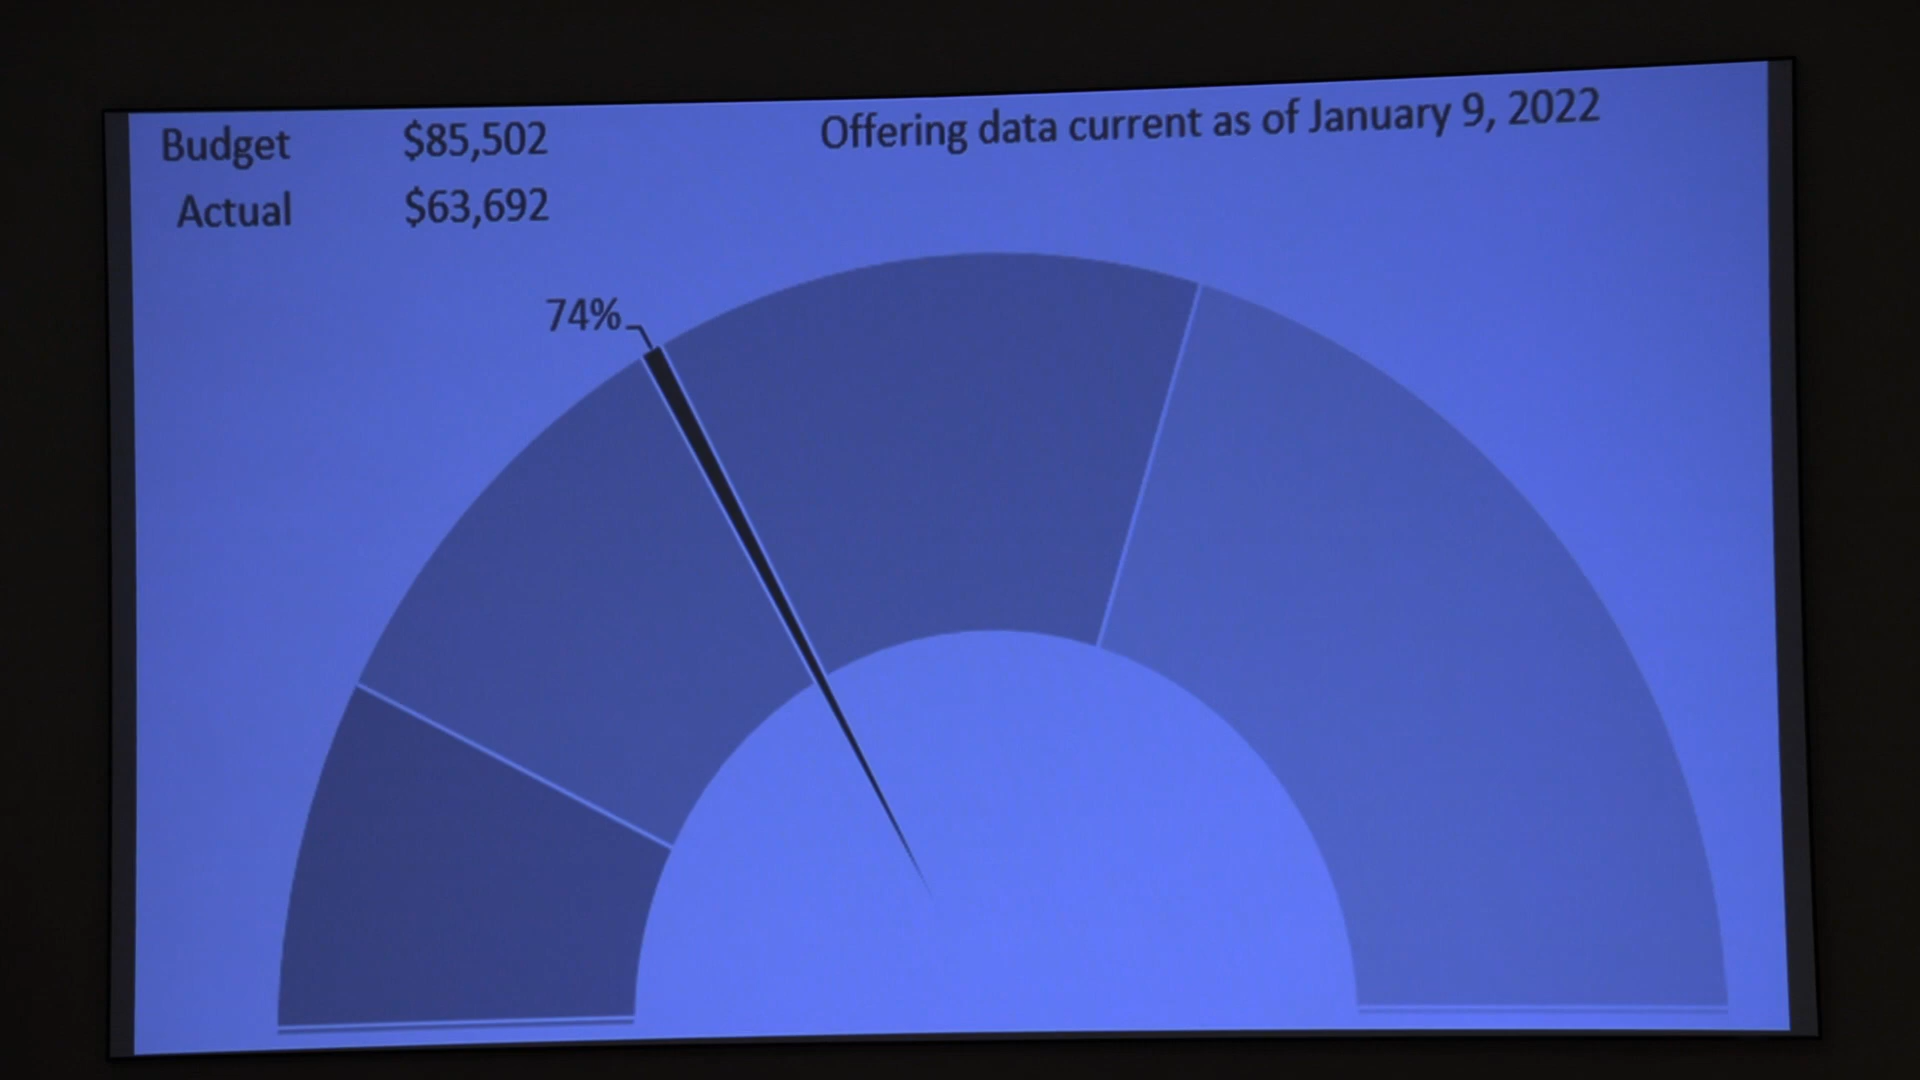 Budget $85,502
Offering data current as of January 9, 2022
Actual $63,692
74%